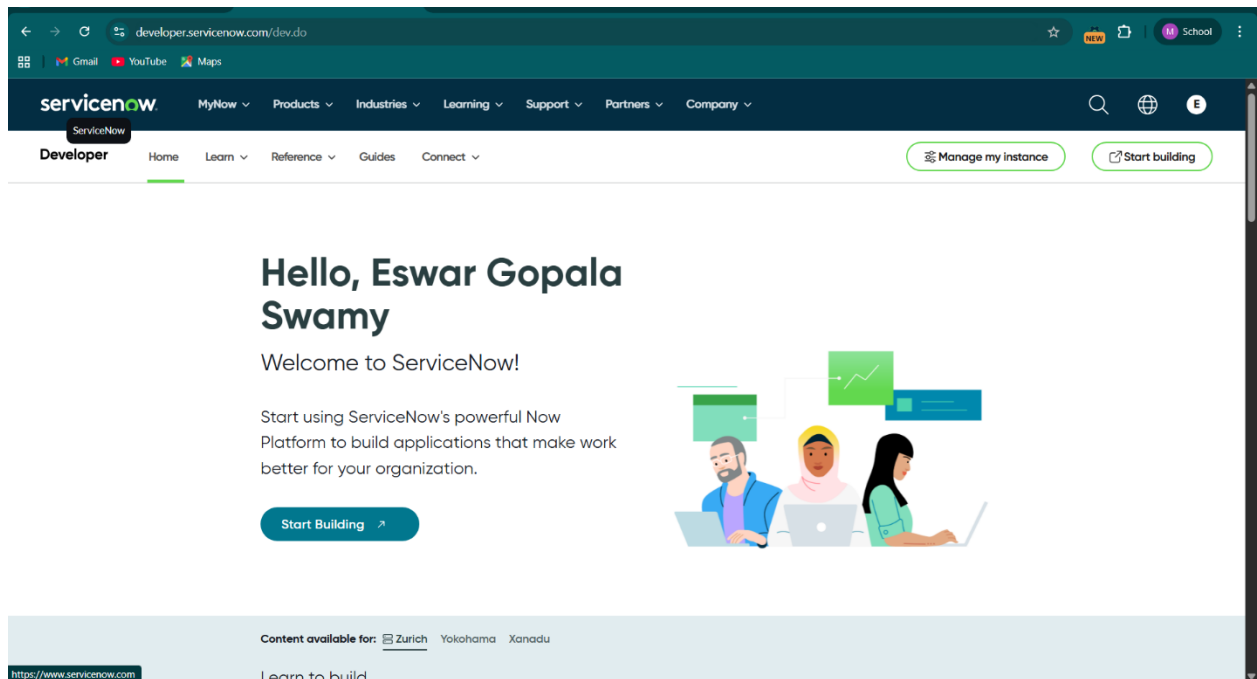 developer.servicenow.com/dev.do
NEW
M School
Gmail YouTube Maps
servicenow. MyNow Products Industries Learning Support Partners Company E
ServiceNow
Developer Home Learn Reference Guides Connect Manage my instance Start building
Hello, Eswar Gopala
Swamy
Welcome to ServiceNow!
Start using ServiceNow's powerful Now
Platform to build applications that make work
better for your organization.
Start Building
Content available for: Zurich Yokohama Xanadu
Learn to build
https://www.servicenow.com